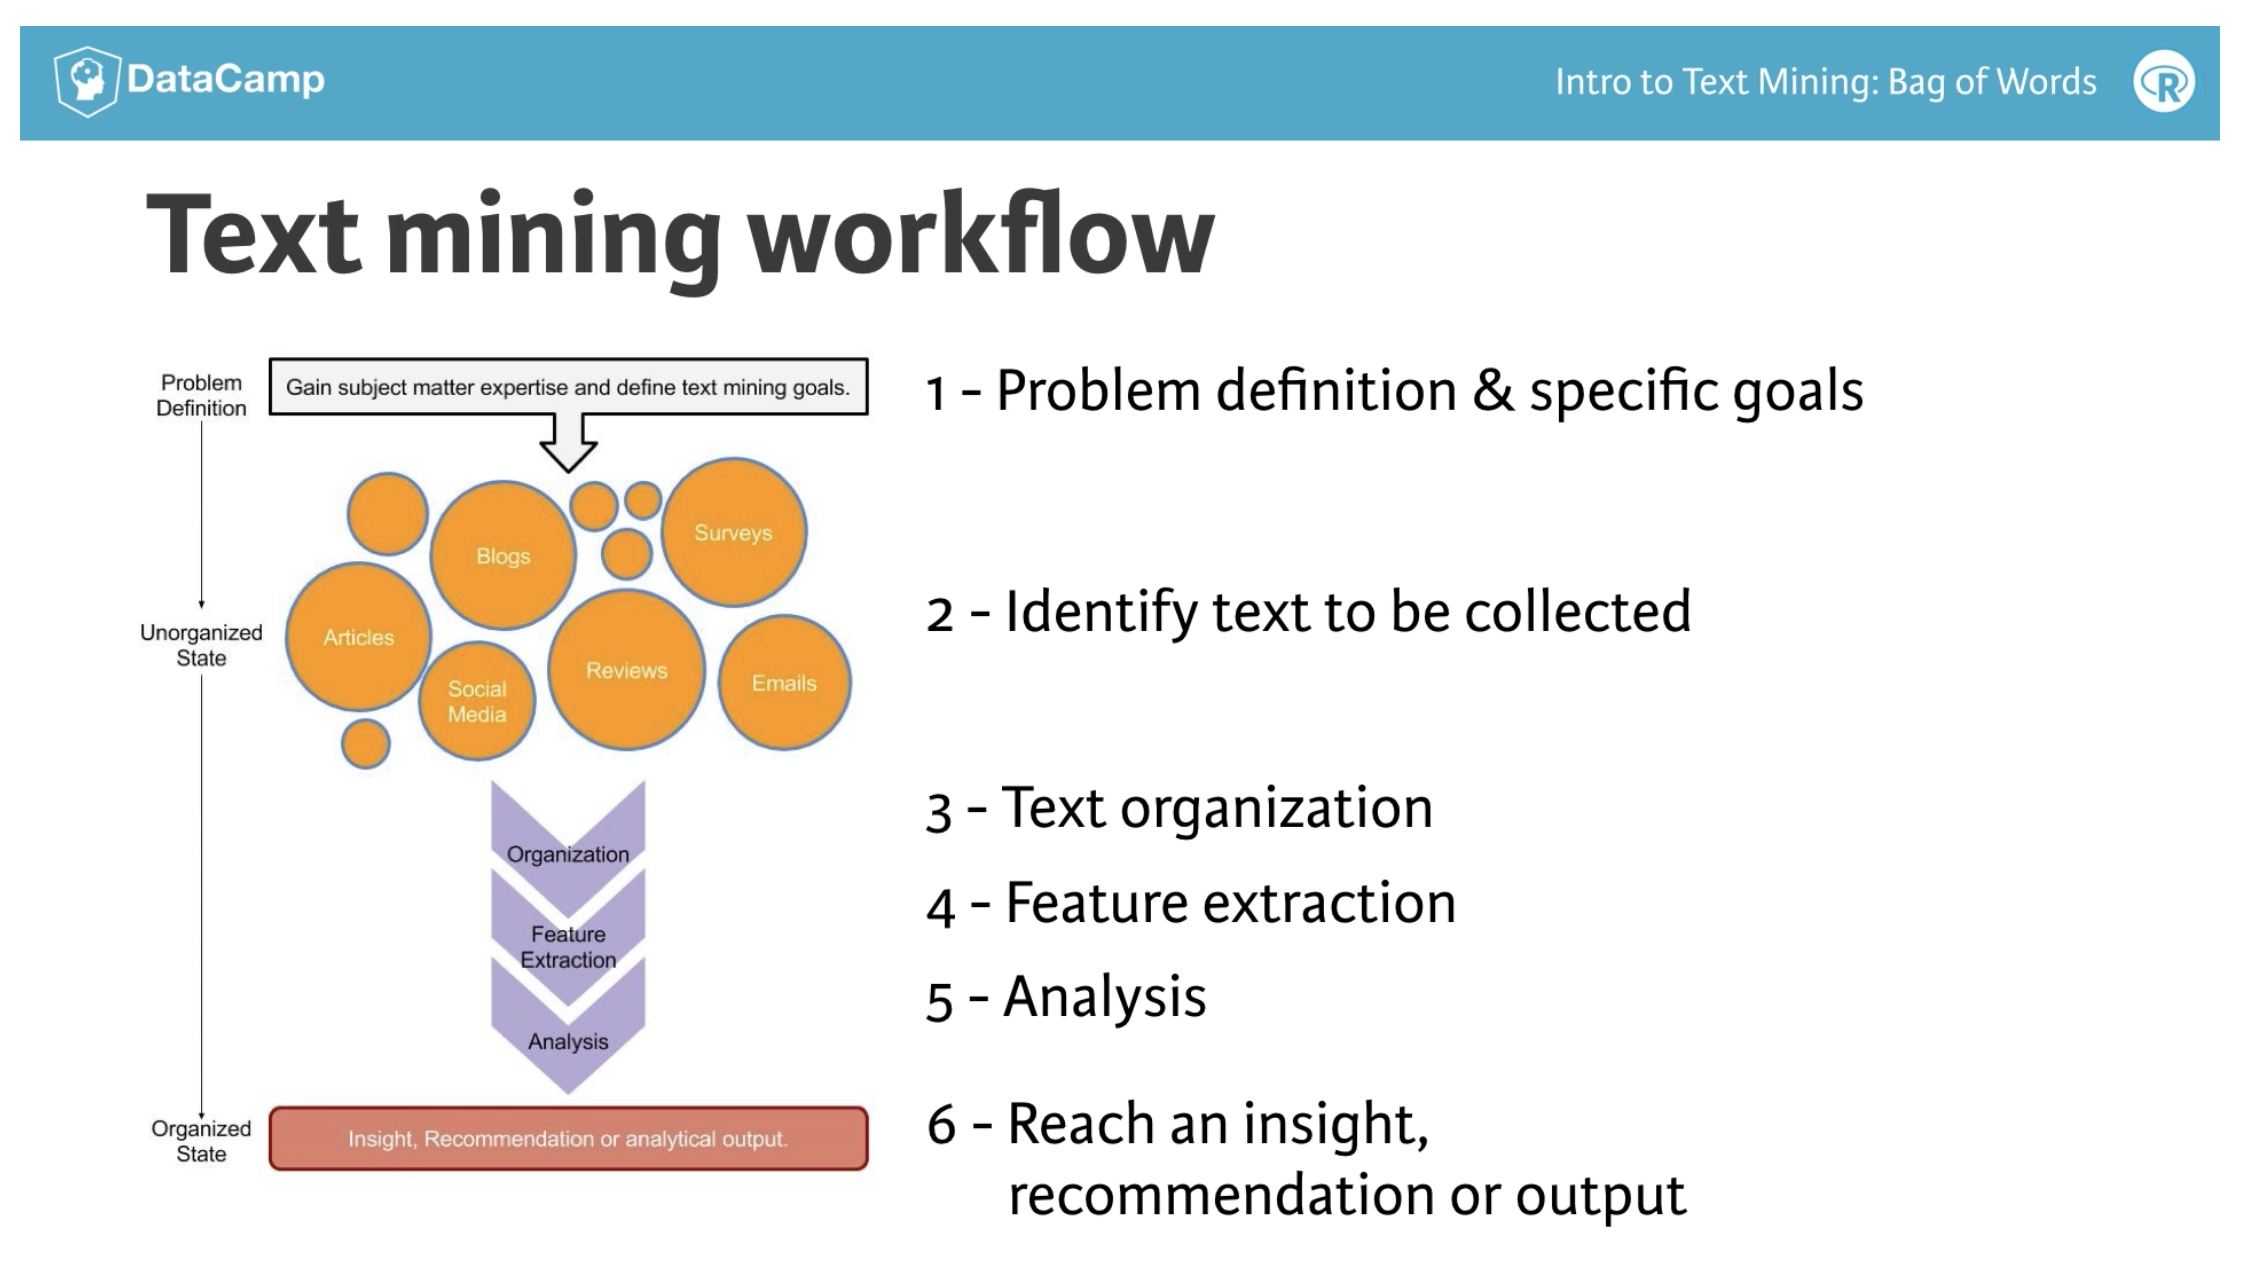 DataCamp
Intro to Text Mining: Bag of Words
R
Text mining workflow
Problem
Definition
Gain subject matter expertise and define text mining goals.
1 - Problem definition & specific goals
Blogs
Surveys
Unorganized
State
Articles
Social
Media
Reviews
Emails
2 - Identify text to be collected
Organization
3 - Text organization
Feature
Extraction
4 - Feature extraction
Analysis
5 - Analysis
Organized
State
Insight, Recommendation or analytical output.
6 - Reach an insight,
recommendation or output